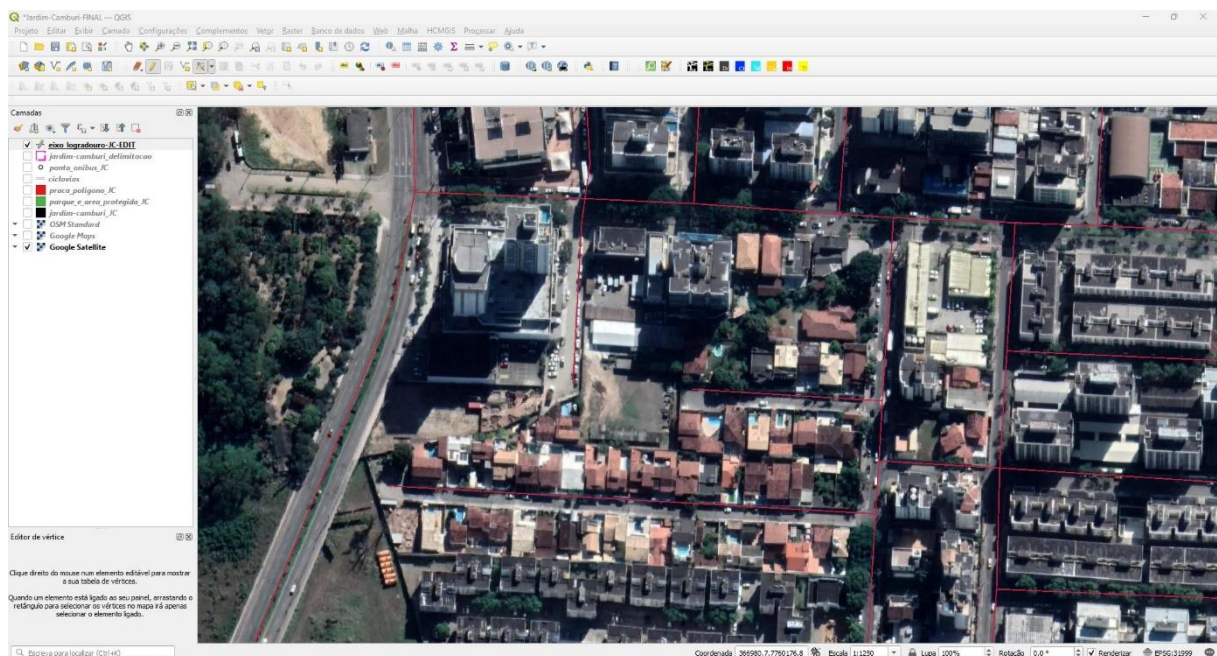 *Jardim-Camburi-FINAL — QGIS
Projeto Editar Exibir Camada Configurações Complementos Vetor Raster Banco de dados Web Malha HCMGIS Processar Ajuda
Camadas
eixo_logradouro-JC-EDIT
jardim-camburi_delimitacao
ponto_onibus_JC
ciclovias
praca_poligono_JC
parque_e_area_protegida_JC
jardim-camburi_JC
OSM Standard
Google Maps
Google Satellite
Editor de vértice
Clique direito do mouse num elemento editável para mostrar
a sua tabela de vértices.
Quando um elemento está ligado ao seu painel, arrastando o
retângulo para selecionar os vértices no mapa irá apenas
selecionar o elemento ligado.
Escreva para localizar (Ctrl+K)
Coordenada 366980.7,7760176.8 Escala 1:1250 Lupa 100% Rotação 0,0 ° Renderizar EPSG:31999